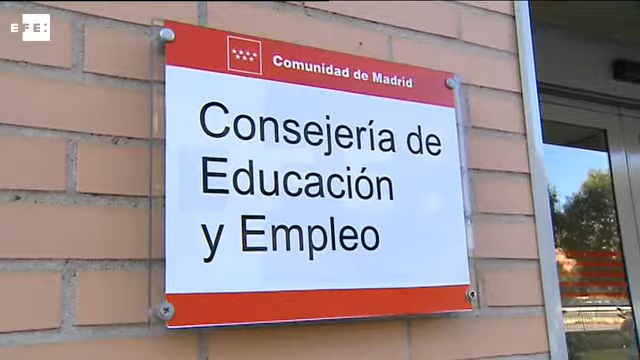 EFE:
Comunidad de Madrid
Consejería de
Educación
y Empleo